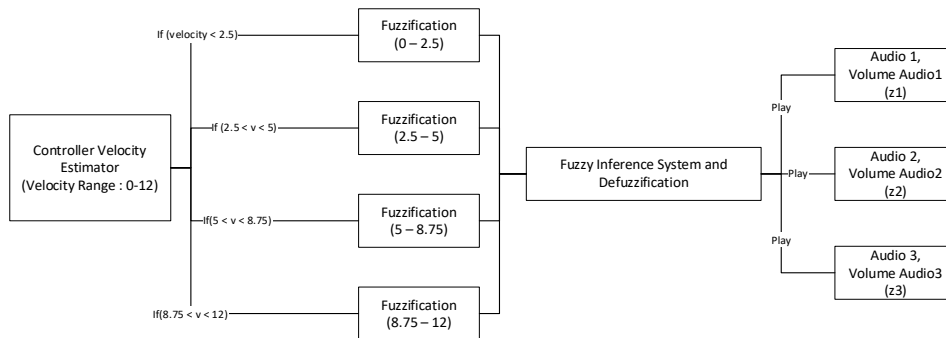 Controller Velocity
Estimator
(Velocity Range : 0-12)
If (velocity < 2.5)
If (2.5 < v < 5)
If(5 < v < 8.75)
If(8.75 < v < 12)
Fuzzification
(0 – 2.5)
Fuzzification
(2.5 – 5)
Fuzzification
(5 – 8.75)
Fuzzification
(8.75 – 12)
Fuzzy Inference System and
Defuzzification
Play
Play
Play
Audio 1,
Volume Audio1
(z1)
Audio 2,
Volume Audio2
(z2)
Audio 3,
Volume Audio3
(z3)